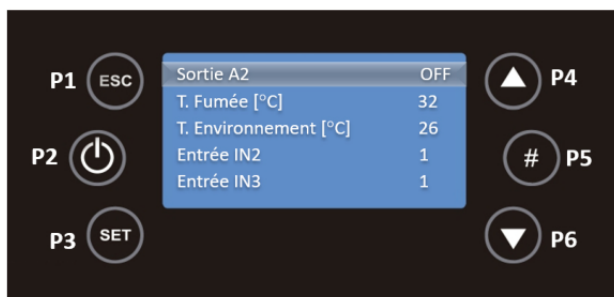 P1 ESC
P2
P3 SET
Sortie A2 OFF
T. Fumée [°C] 32
T. Environnement [°C] 26
Entrée IN2 1
Entrée IN3 1
P4
# P5
P6